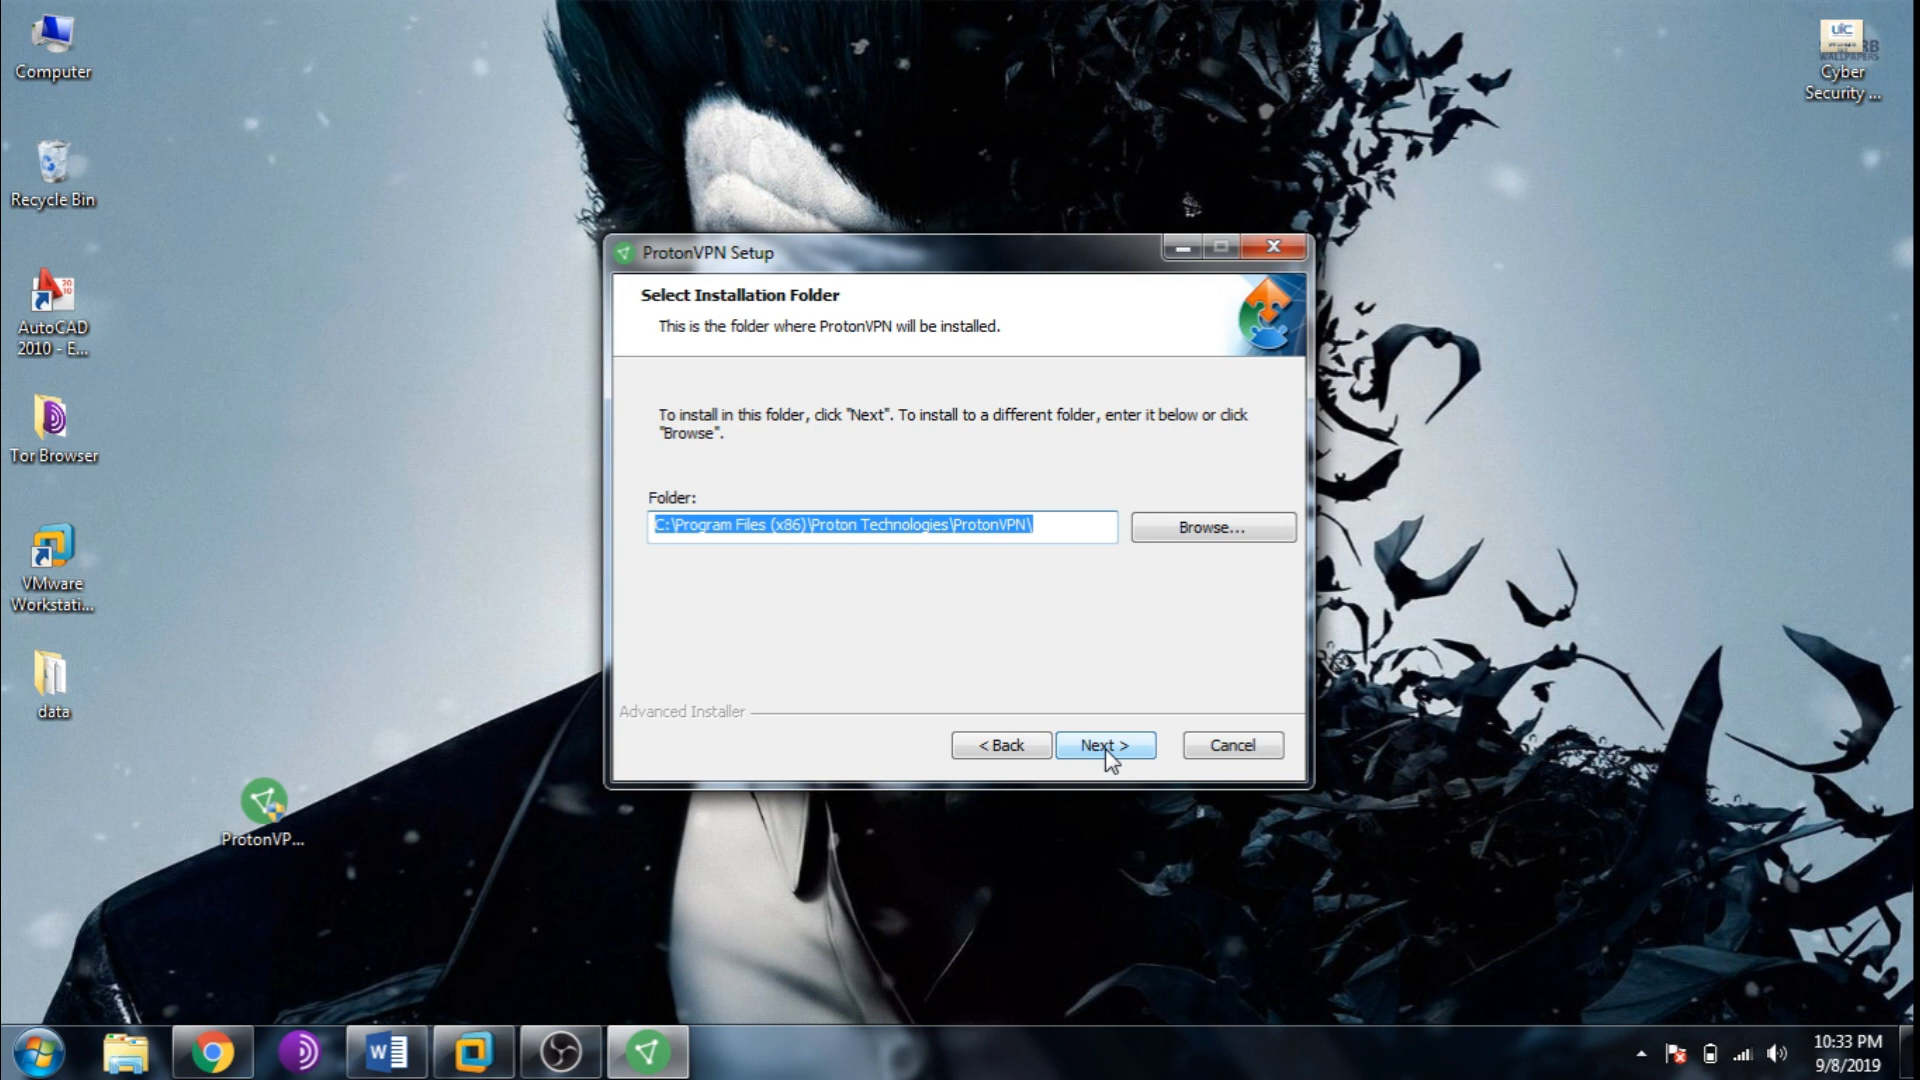 Computer
Recycle Bin
AutoCAD
2010 - E...
Tor Browser
VMware
Workstati...
data
ProtonVP...
UIC
WALLPAPERS
Cyber
Security ...
ProtonVPN Setup
Select Installation Folder
This is the folder where ProtonVPN will be installed.
To install in this folder, click "Next". To install to a different folder, enter it below or click
"Browse".
Folder:
C:\Program Files (x86)\Proton Technologies\ProtonVPN\
Browse...
Advanced Installer
< Back
Next >
Cancel
10:33 PM
9/8/2019